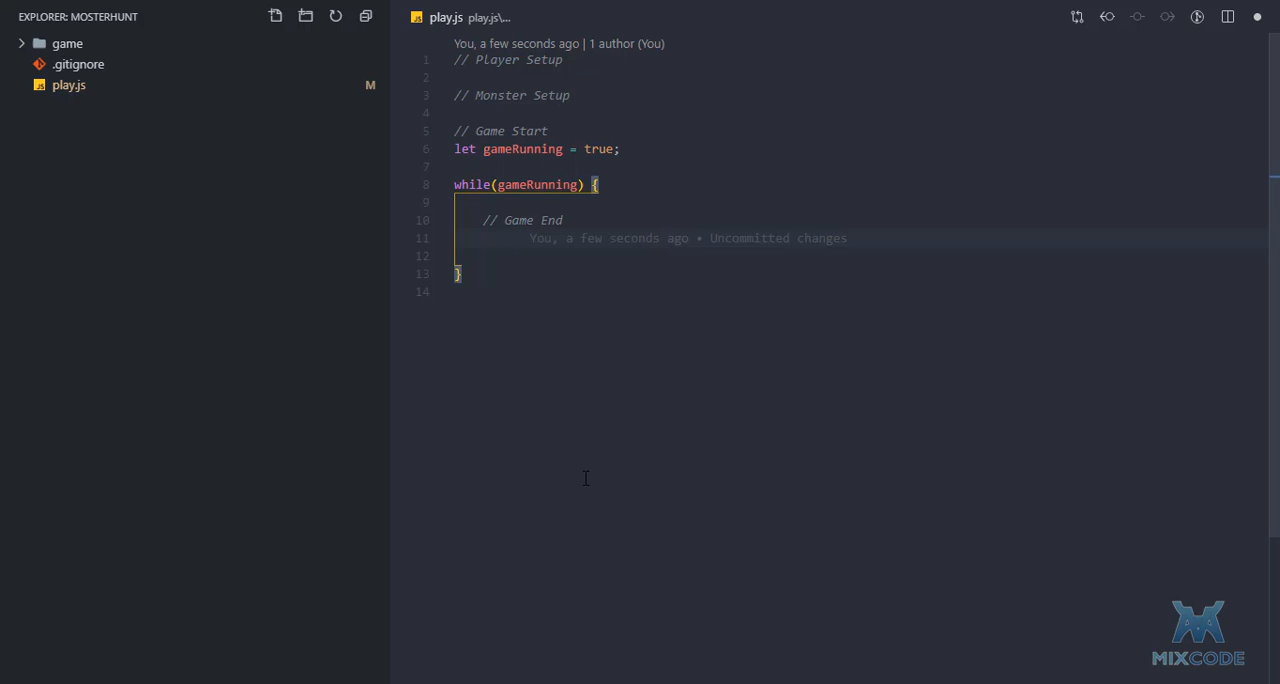 EXPLORER: MOSTERHUNT
game
.gitignore
play.js M
play.js play.js\...
You, a few seconds ago | 1 author (You)
1 // Player Setup
2
3 // Monster Setup
4
5 // Game Start
6 let gameRunning = true;
7
8 while(gameRunning) {
9
10 // Game End
11 You, a few seconds ago • Uncommitted changes
12
13 }
14
MIXCODE